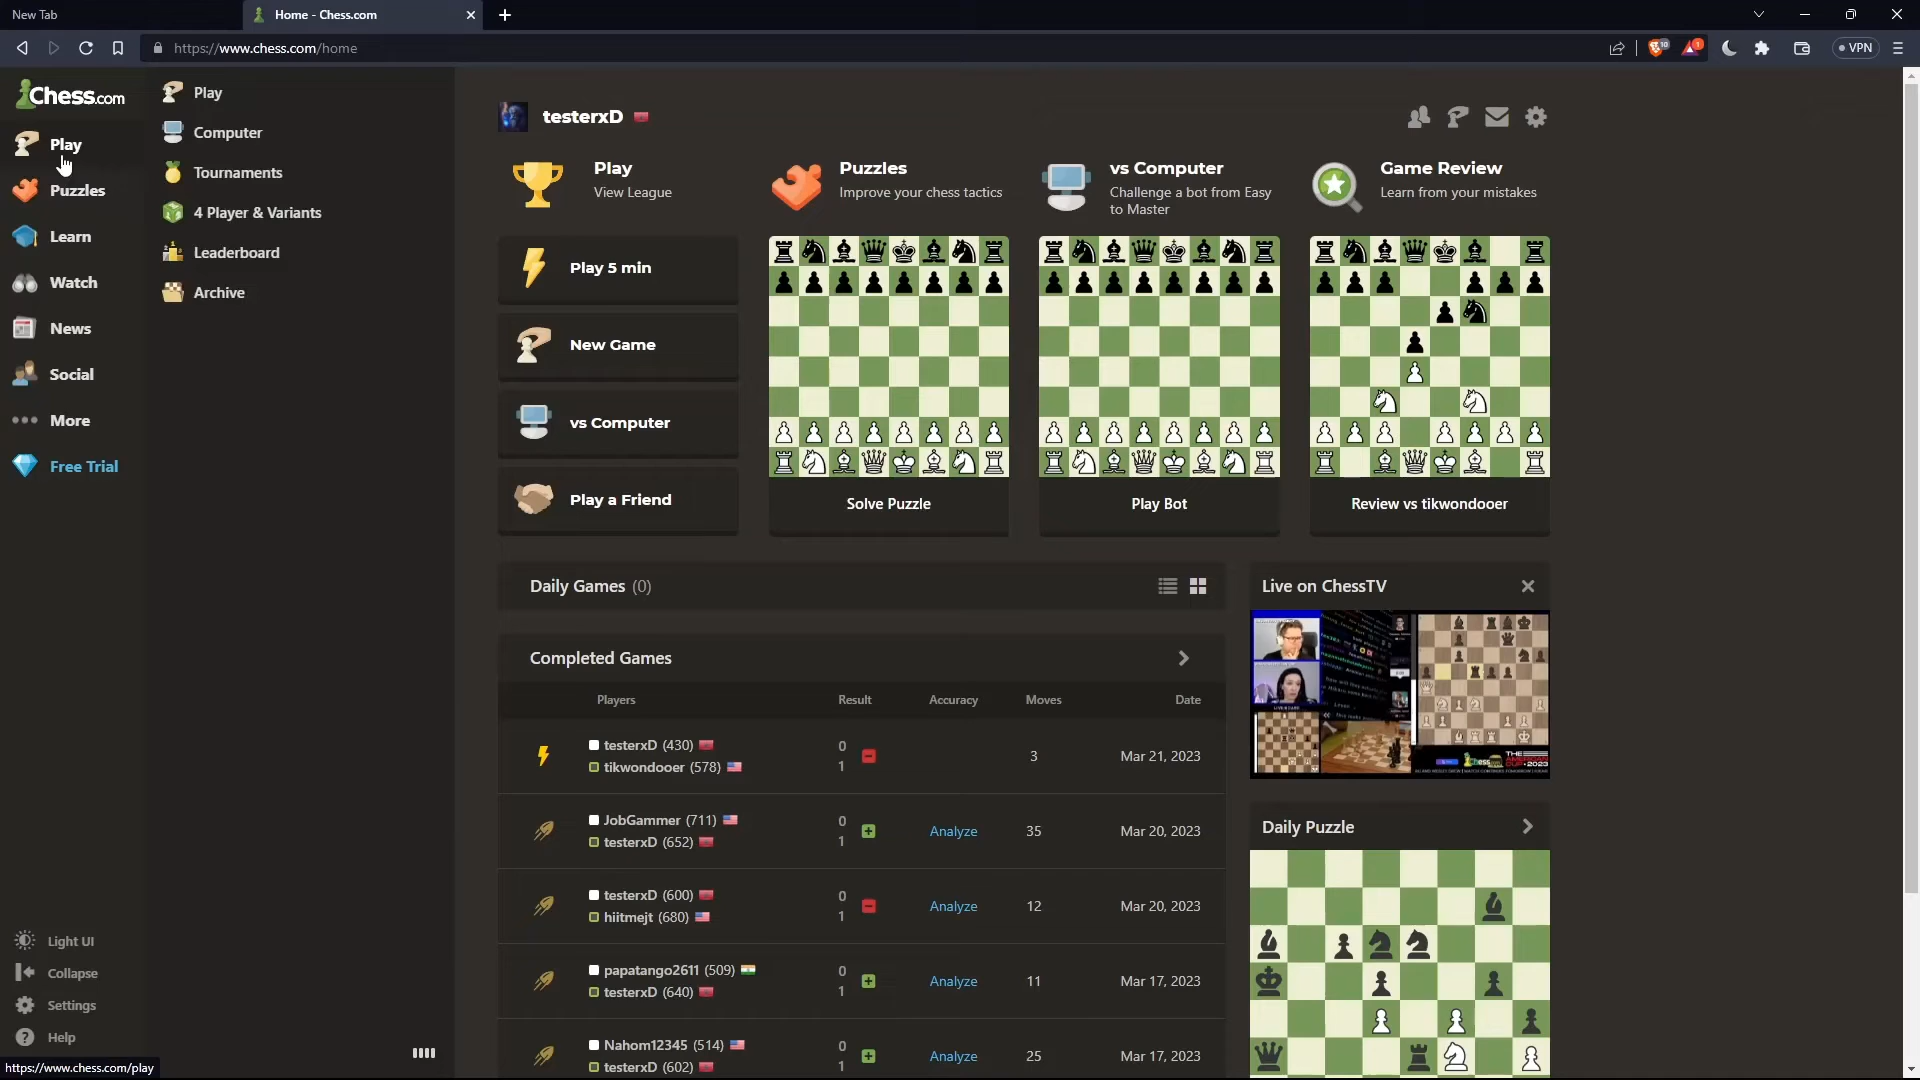 New Tab
Home - Chess.com
https://www.chess.com/home
10
1
VPN
Chess.com
Play
Puzzles
Learn
Watch
News
Social
More
Free Trial
Light UI
Collapse
Settings
Help
https://www.chess.com/play
Play
Computer
Tournaments
4 Player & Variants
Leaderboard
Archive
testerxD
Play
View League
Play 5 min
New Game
vs Computer
Play a Friend
Puzzles
Improve your chess tactics
Solve Puzzle
vs Computer
Challenge a bot from Easy
to Master
Play Bot
Game Review
Learn from your mistakes
Review vs tikwondooer
Daily Games (0)
Completed Games
Players Result Accuracy Moves Date
testerxD (430) 0
tikwondooer (578) 1
3 Mar 21, 2023
JobGammer (711) 0
testerxD (652) 1
Analyze 35 Mar 20, 2023
testerxD (600) 0
hiitmejt (680) 1
Analyze 12 Mar 20, 2023
papatango2611 (509) 0
testerxD (640) 1
Analyze 11 Mar 17, 2023
Nahom12345 (514) 0
testerxD (602) 1
Analyze 25 Mar 17, 2023
Live on ChessTV
Daily Puzzle